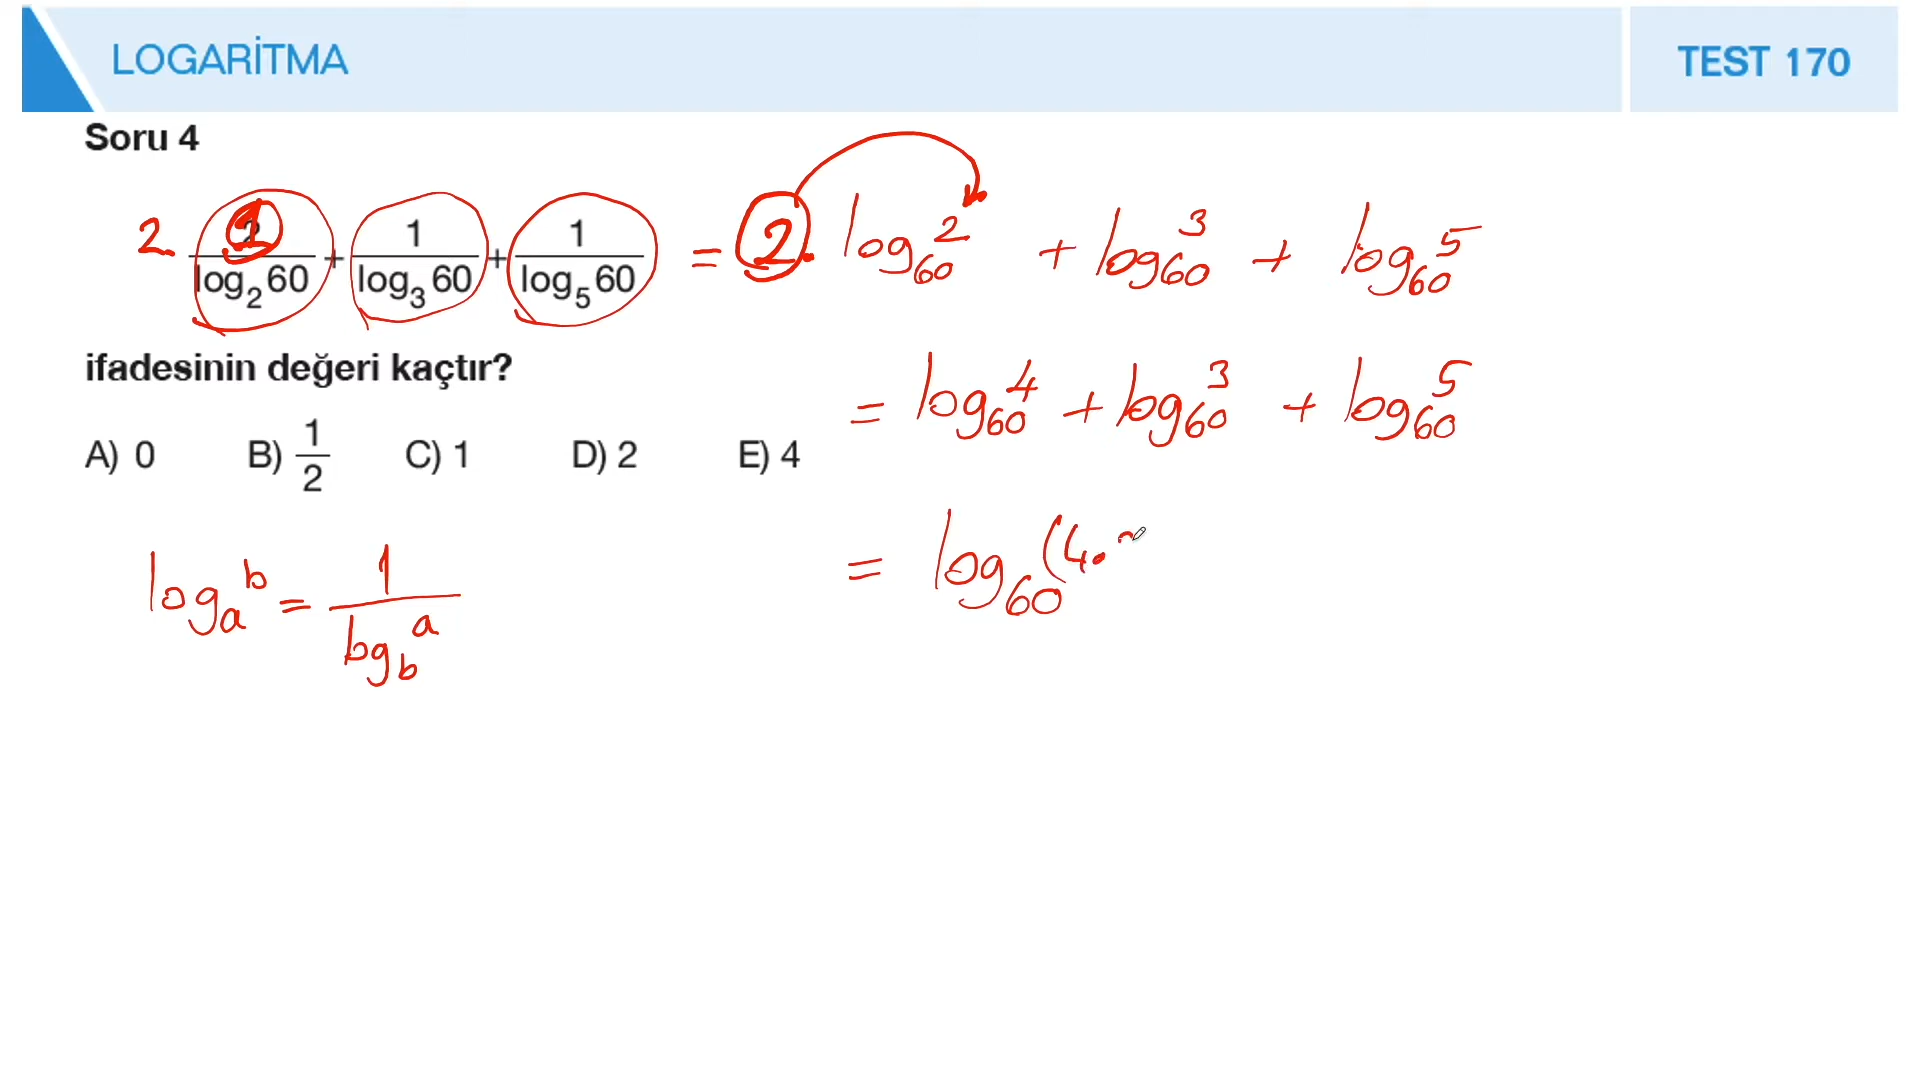 LOGARİTMA
TEST 170
Soru 4
2. 1/log₂60 + 1/log₃60 + 1/log₅60 = 2. log₆₀2 + log₆₀3 + log₆₀5
ifadesinin değeri kaçtır?
= log₆₀4 + log₆₀3 + log₆₀5
A) 0 B) 1/2 C) 1 D) 2 E) 4
= log₆₀(4.
logₐb = 1/log_b a